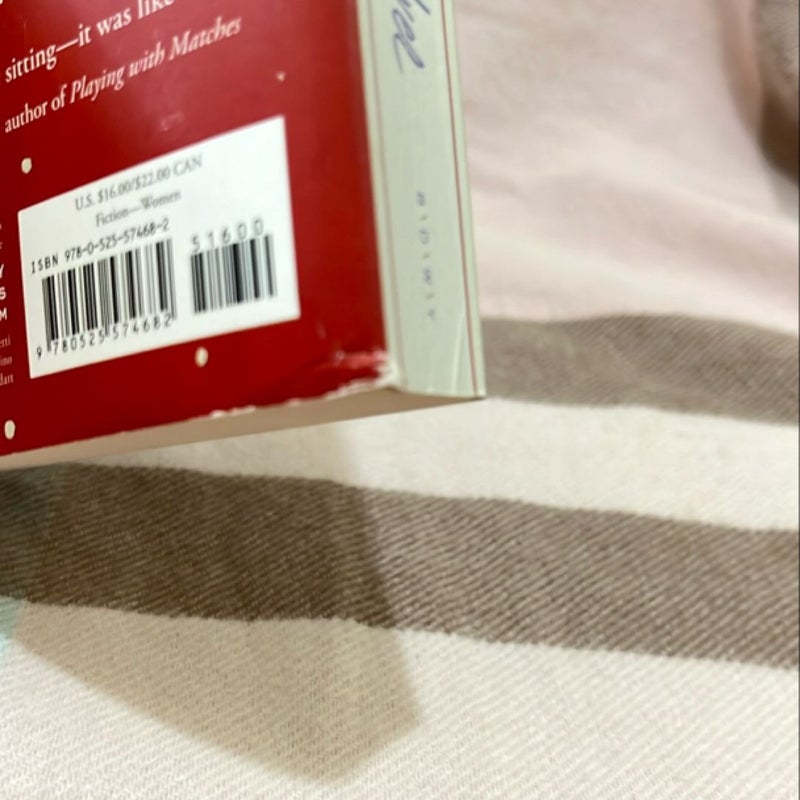 sitting—it was like
author of Playing with Matches
U.S. $16.00/$22.00 CAN
Fiction—Women
ISBN 978-0-525-57468-2
51600
9 780525 574682
Y
S
M